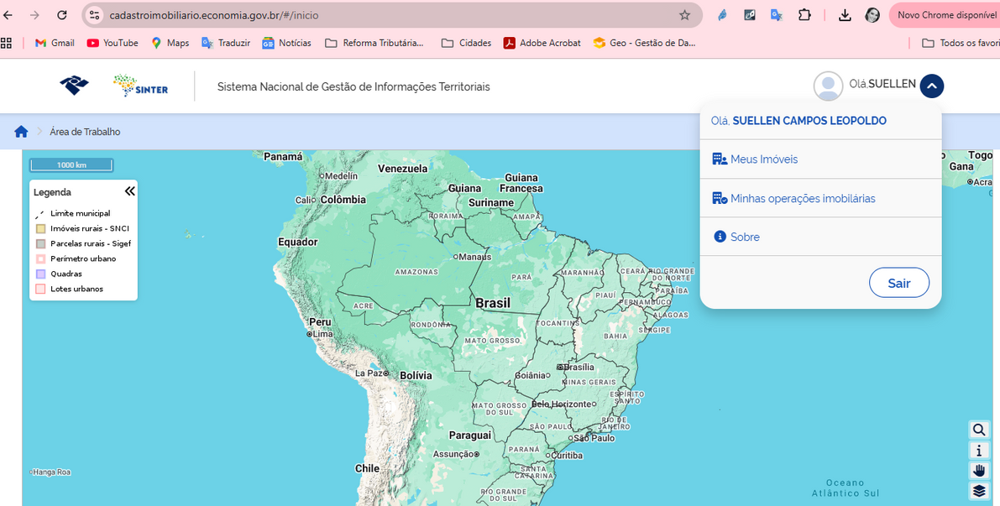 cadastroimobiliario.economia.gov.br/#/inicio
Novo Chrome disponível
Gmail
YouTube
Maps
Traduzir
Notícias
Reforma Tributária...
Cidades
Adobe Acrobat
Geo - Gestão de Da...
Todos os favori
SINTER
Sistema Nacional de Gestão de Informações Territoriais
Olá,SUELLEN
Olá, SUELLEN CAMPOS LEOPOLDO
Meus Imóveis
Minhas operações imobiliárias
Sobre
Sair
Área de Trabalho
1000 km
Legenda
Limite municipal
Imóveis rurais - SNCI
Parcelas rurais - Sigef
Perímetro urbano
Quadras
Lotes urbanos
Panamá
Medelín
Venezuela
Guiana
Guiana
Francesa
Suriname
Cali
Colômbia
RORAIMA
AMAPÁ
Equador
Manaus
AMAZONAS
PARÁ
MARANHÃO
CEARÁ
RIO GRANDE
DO NORTE
PARAÍBA
PIAUÍ
PERNAMBUCO
ALAGOAS
SERGIPE
ACRE
Brasil
Peru
Lima
RONDÔNIA
TOCANTINS
MATO GROSSO
BAHIA
La Paz
Bolívia
Brasília
Goiânia
MINAS GERAIS
MATO GROSSO
DO SUL
Belo Horizonte
ESPÍRITO
SANTO
RIO DE
JANEIRO
SÃO PAULO
São Paulo
Paraguai
Assunção
PARANÁ
Curitiba
SANTA
CATARINA
Chile
RIO GRANDE
DO SUL
Hanga Roa
Oceano
Atlântico Sul
Togo
Gana
Acra